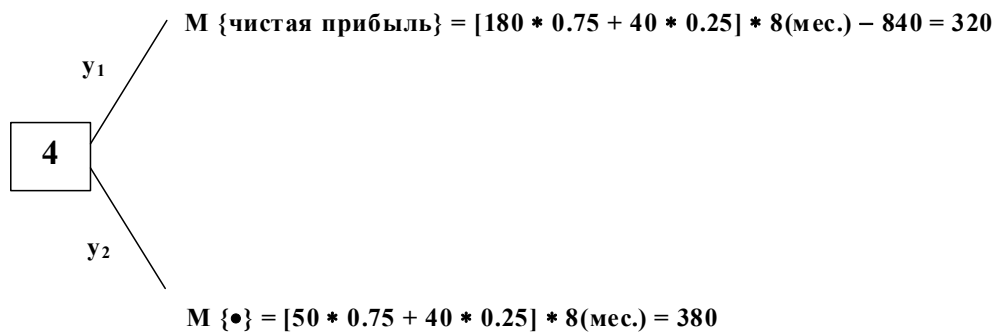 М {чистая прибыль} = [180 * 0.75 + 40 * 0.25] * 8(мес.) – 840 = 320
y₁
4
y₂
М {•} = [50 * 0.75 + 40 * 0.25] * 8(мес.) = 380